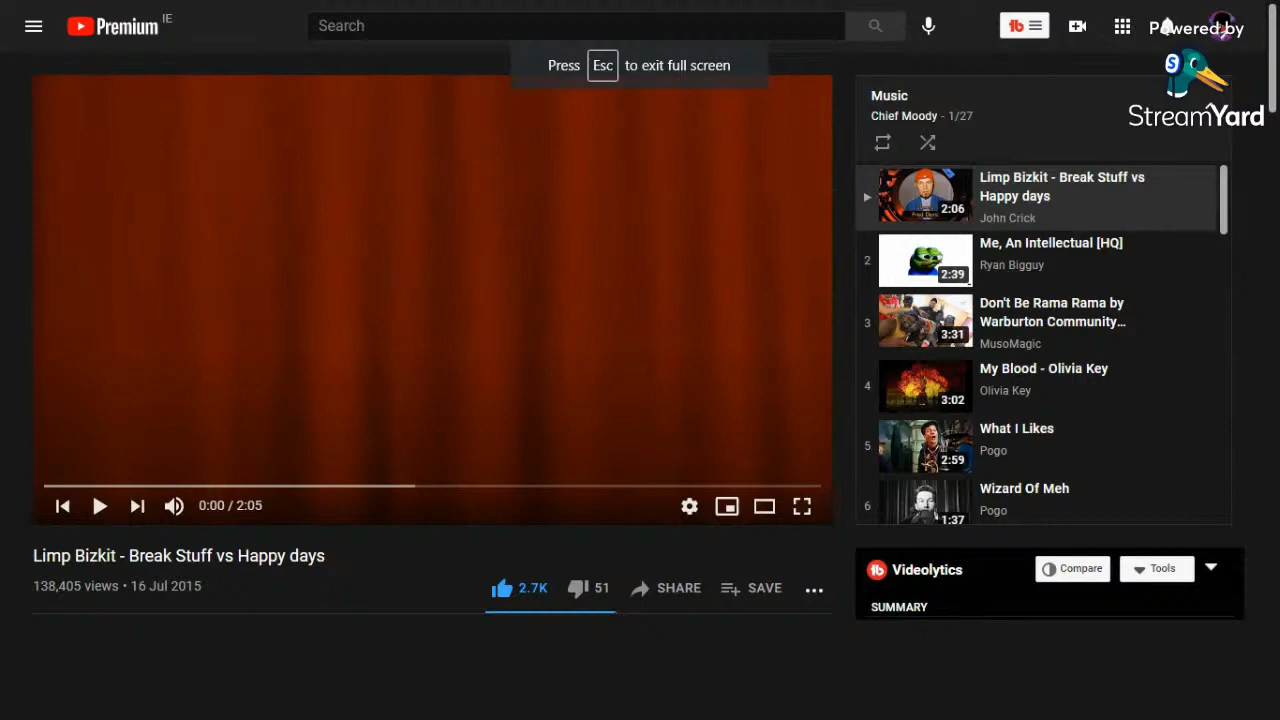 Premium IE
Search
Powered by
StreamYard
Press Esc to exit full screen
Music
Chief Moody - 1/27
Limp Bizkit - Break Stuff vs
Happy days
John Crick
2:06
2
Me, An Intellectual [HQ]
Ryan Bigguy
2:39
3
Don't Be Rama Rama by
Warburton Community...
MusoMagic
3:31
4
My Blood - Olivia Key
Olivia Key
3:02
5
What I Likes
Pogo
2:59
6
Wizard Of Meh
Pogo
1:37
0:00 / 2:05
Limp Bizkit - Break Stuff vs Happy days
138,405 views • 16 Jul 2015
2.7K
51
SHARE
SAVE
Videolytics
Compare
Tools
SUMMARY